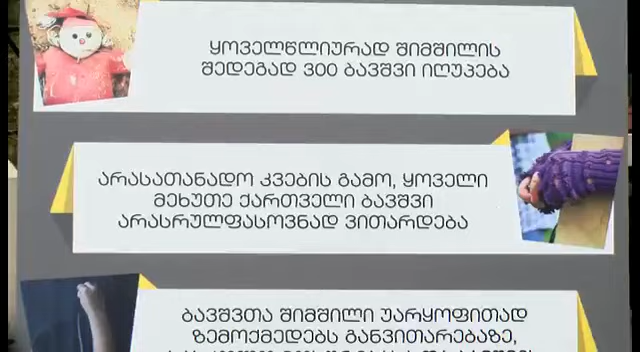 ყოველწლიურად შიმშილის
შედეგად 300 ბავშვი იღუპება
არასათანადო კვების გამო, ყოველი
მეხუთე ქართველი ბავშვი
არასრულფასოვნად ვითარდება
ბავშვთა შიმშილი უარყოფითად
ზემოქმედებს განვითარებაზე,